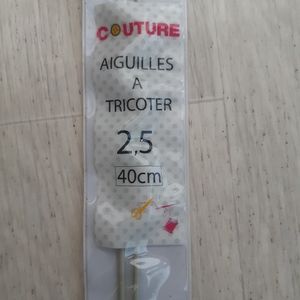 COUTURE
AIGUILLES
A
TRICOTER
2,5
40cm